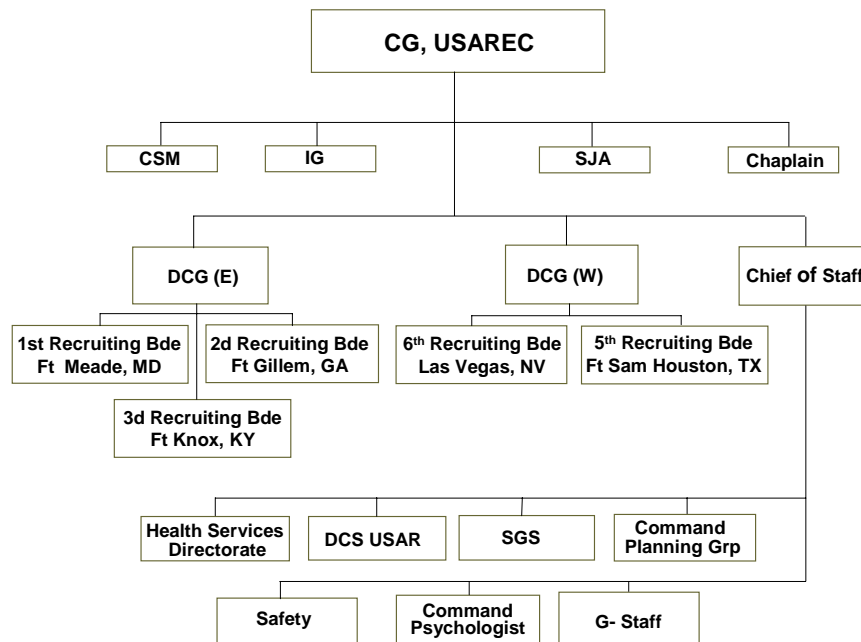 CG, USAREC
CSM
IG
SJA
Chaplain
DCG (E)
DCG (W)
Chief of Staff
1st Recruiting Bde
Ft Meade, MD
2d Recruiting Bde
Ft Gillem, GA
6th Recruiting Bde
Las Vegas, NV
5th Recruiting Bde
Ft Sam Houston, TX
3d Recruiting Bde
Ft Knox, KY
Health Services
Directorate
DCS USAR
SGS
Command
Planning Grp
Safety
Command
Psychologist
G- Staff